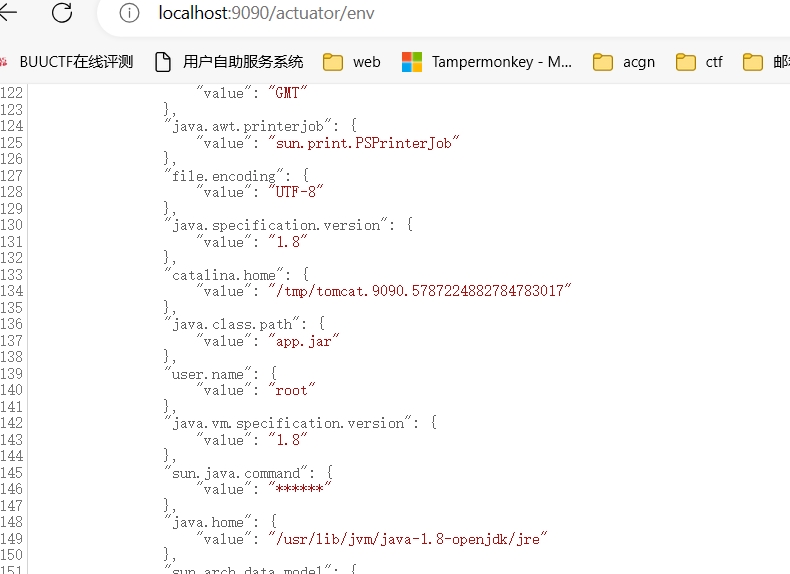 localhost:9090/actuator/env
BUUCTF在线评测 用户自助服务系统 web Tampermonkey - M... acgn ctf
122 "value": "GMT"
123 },
124 "java.awt.printerjob": {
125 "value": "sun.print.PSPrinterJob"
126 },
127 "file.encoding": {
128 "value": "UTF-8"
129 },
130 "java.specification.version": {
131 "value": "1.8"
132 },
133 "catalina.home": {
134 "value": "/tmp/tomcat.9090.5787224882784783017"
135 },
136 "java.class.path": {
137 "value": "app.jar"
138 },
139 "user.name": {
140 "value": "root"
141 },
142 "java.vm.specification.version": {
143 "value": "1.8"
144 },
145 "sun.java.command": {
146 "value": "******"
147 },
148 "java.home": {
149 "value": "/usr/lib/jvm/java-1.8-openjdk/jre"
150 },
151 "sun.arch.data.model": {